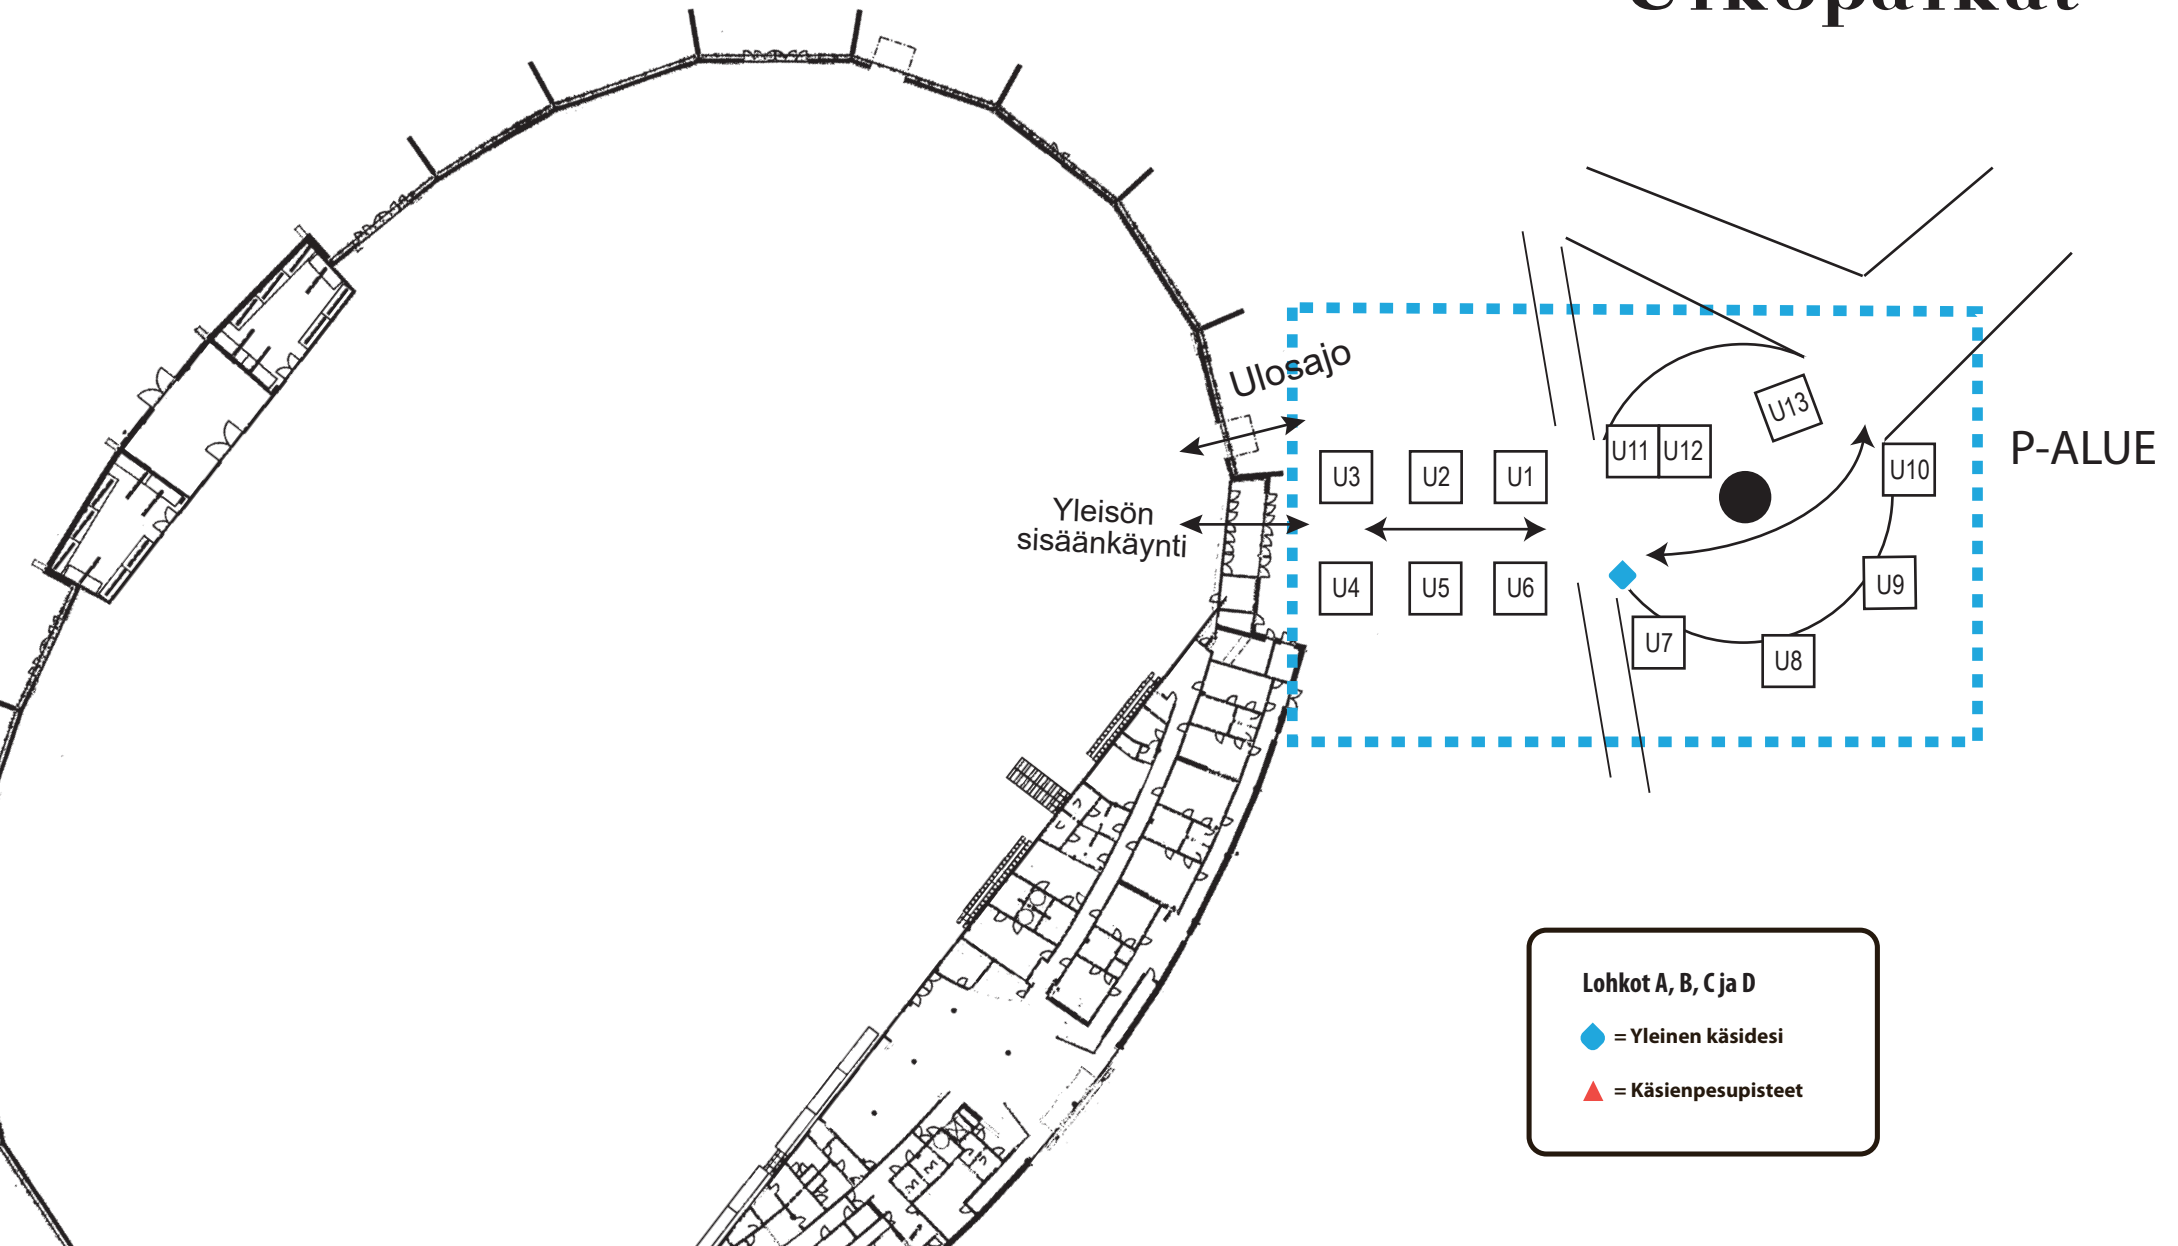 Ulkopaikat
Ulosajo
Yleisön
sisäänkäynti
U3
U2
U1
U4
U5
U6
U11
U12
U13
U10
U9
U7
U8
P-ALUE
Lohkot A, B, C ja D
= Yleinen käsidesi
= Käsienpesupisteet